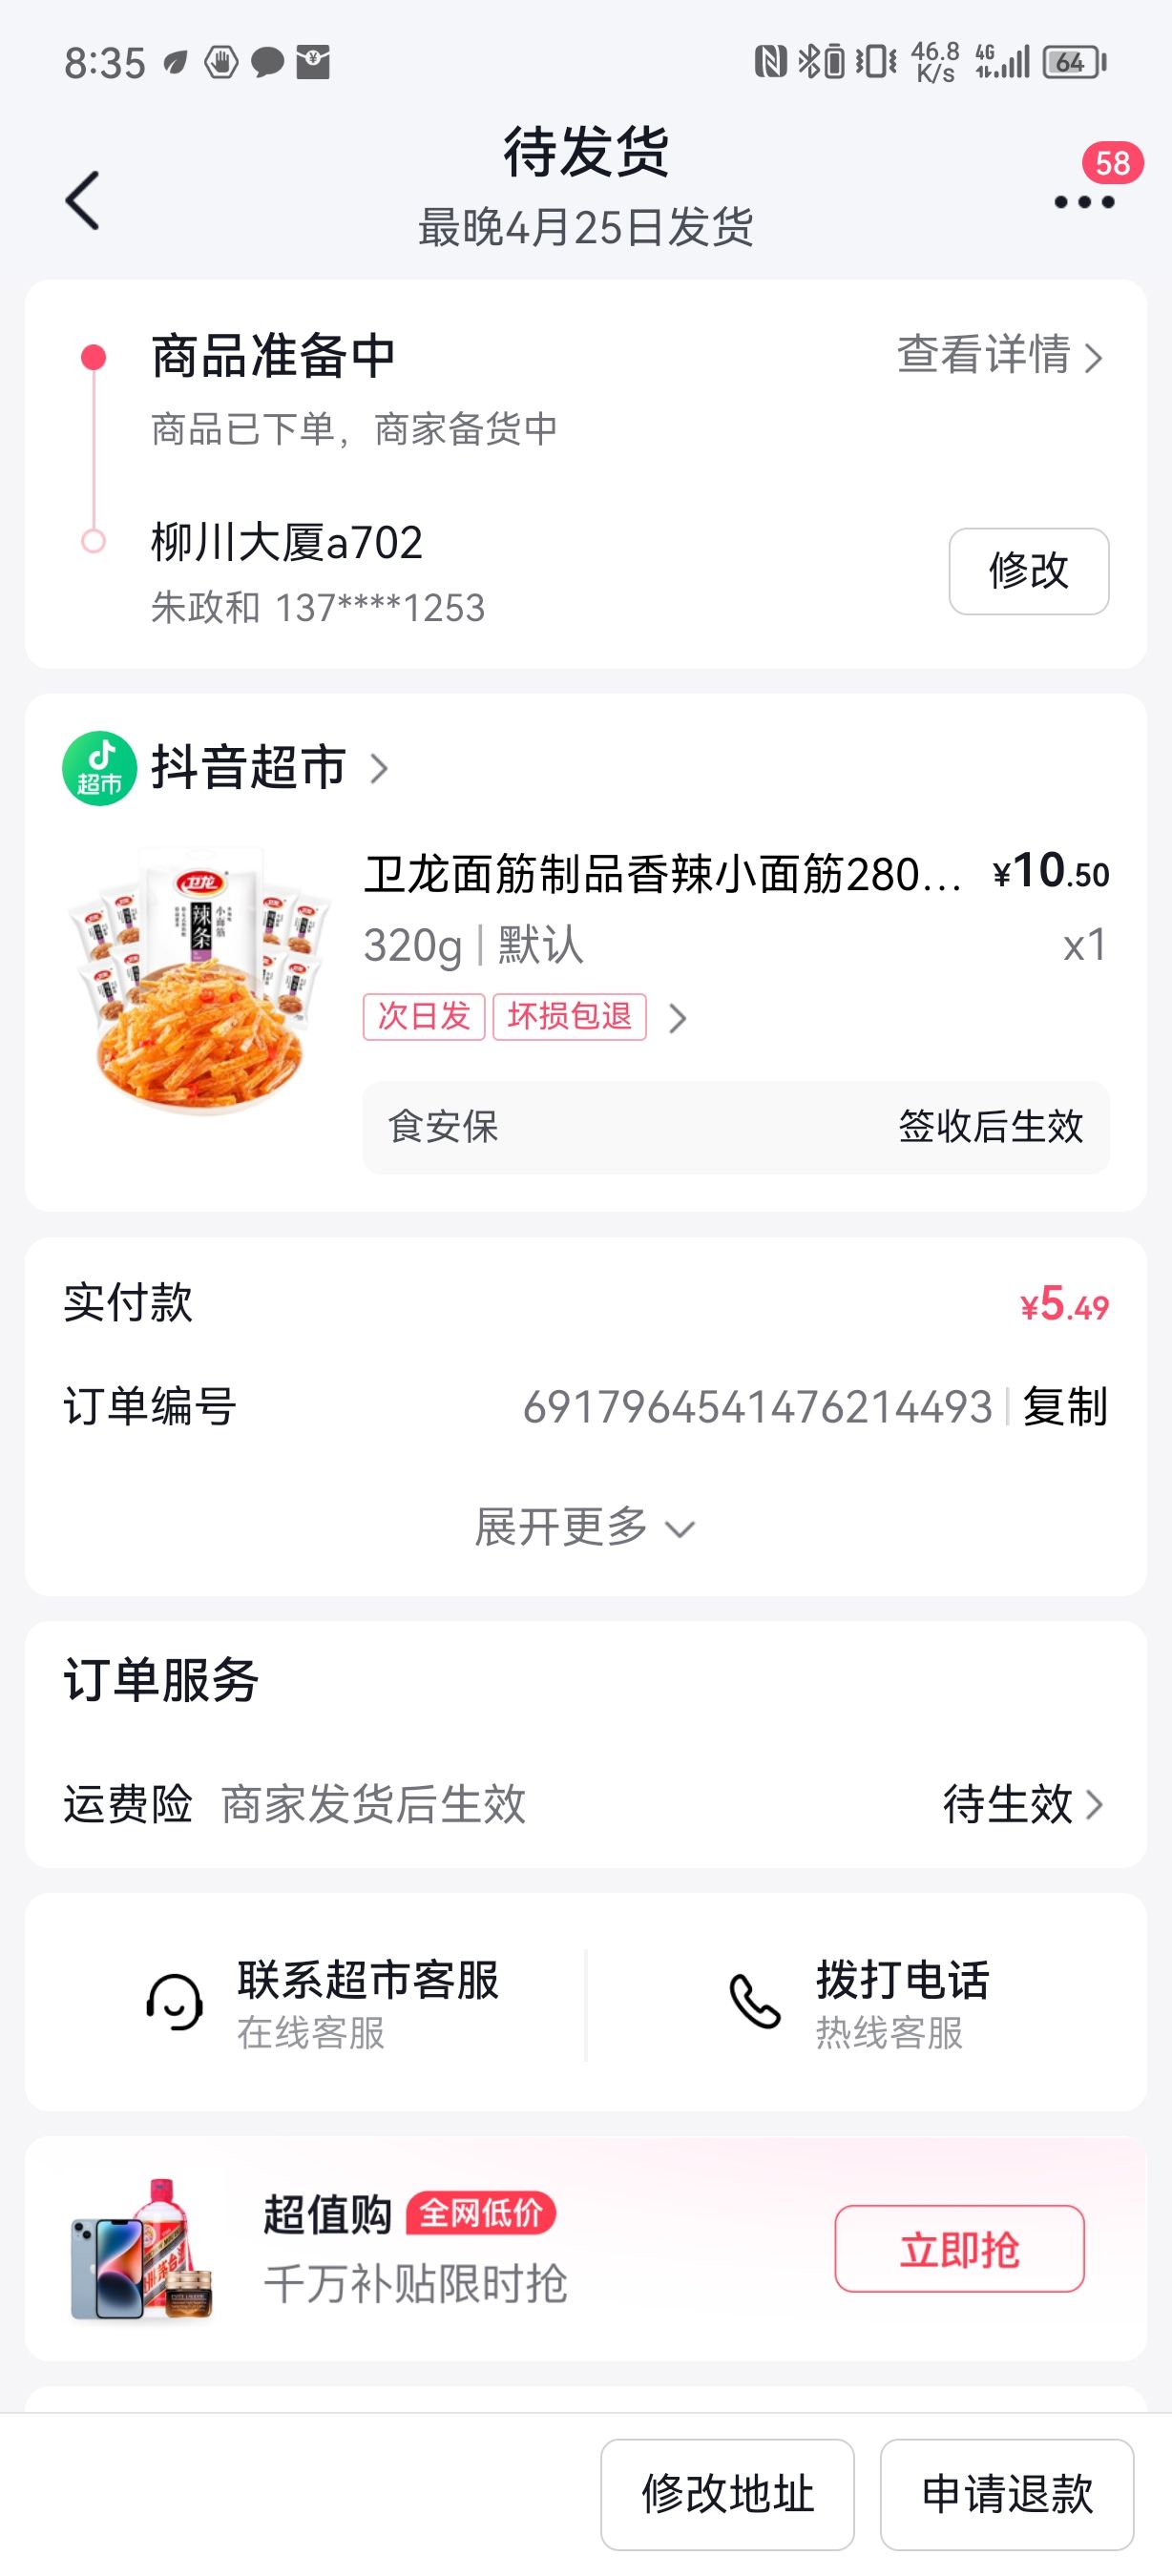 8:35
46.8
K/s
4G
64
待发货
58
最晚4月25日发货
商品准备中
查看详情
商品已下单，商家备货中
柳川大厦a702
修改
朱政和 137****1253
超市
抖音超市
卫龙面筋制品香辣小面筋280...
¥10.50
卫龙
辣条
小面筋
320g | 默认
x1
次日发
坏损包退
食安保
签收后生效
实付款
¥5.49
订单编号
6917964541476214493 | 复制
展开更多
订单服务
运费险 商家发货后生效
待生效
联系超市客服
在线客服
拨打电话
热线客服
超值购 全网低价
千万补贴限时抢
立即抢
修改地址
申请退款